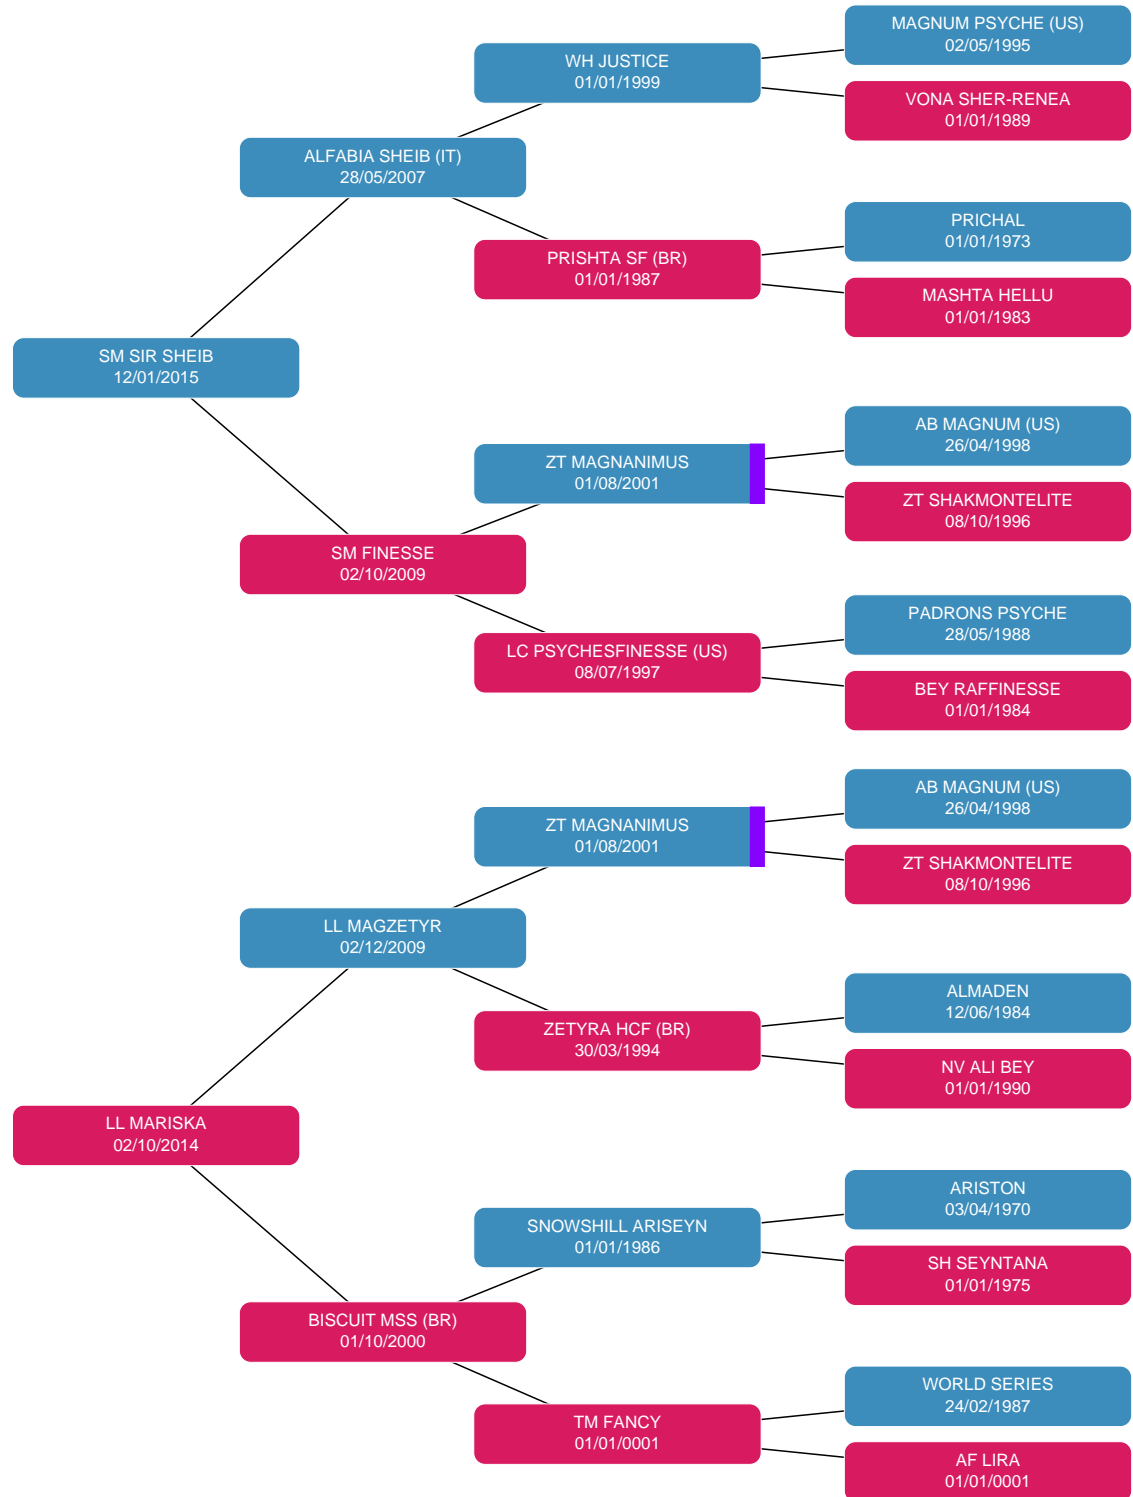 MAGNUM PSYCHE (US)
02/05/1995
WH JUSTICE
01/01/1999
VONA SHER-RENEA
01/01/1989
ALFABIA SHEIB (IT)
28/05/2007
PRICHAL
01/01/1973
PRISHTA SF (BR)
01/01/1987
MASHTA HELLU
01/01/1983
SM SIR SHEIB
12/01/2015
AB MAGNUM (US)
26/04/1998
ZT MAGNANIMUS
01/08/2001
ZT SHAKMONTELITE
08/10/1996
SM FINESSE
02/10/2009
PADRONS PSYCHE
28/05/1988
LC PSYCHESFINESSE (US)
08/07/1997
BEY RAFFINESSE
01/01/1984
AB MAGNUM (US)
26/04/1998
ZT MAGNANIMUS
01/08/2001
ZT SHAKMONTELITE
08/10/1996
LL MAGZETYR
02/12/2009
ALMADEN
12/06/1984
ZETYRA HCF (BR)
30/03/1994
NV ALI BEY
01/01/1990
LL MARISKA
02/10/2014
ARISTON
03/04/1970
SNOWSHILL ARISEYN
01/01/1986
SH SEYNTANA
01/01/1975
BISCUIT MSS (BR)
01/10/2000
WORLD SERIES
24/02/1987
TM FANCY
01/01/0001
AF LIRA
01/01/0001